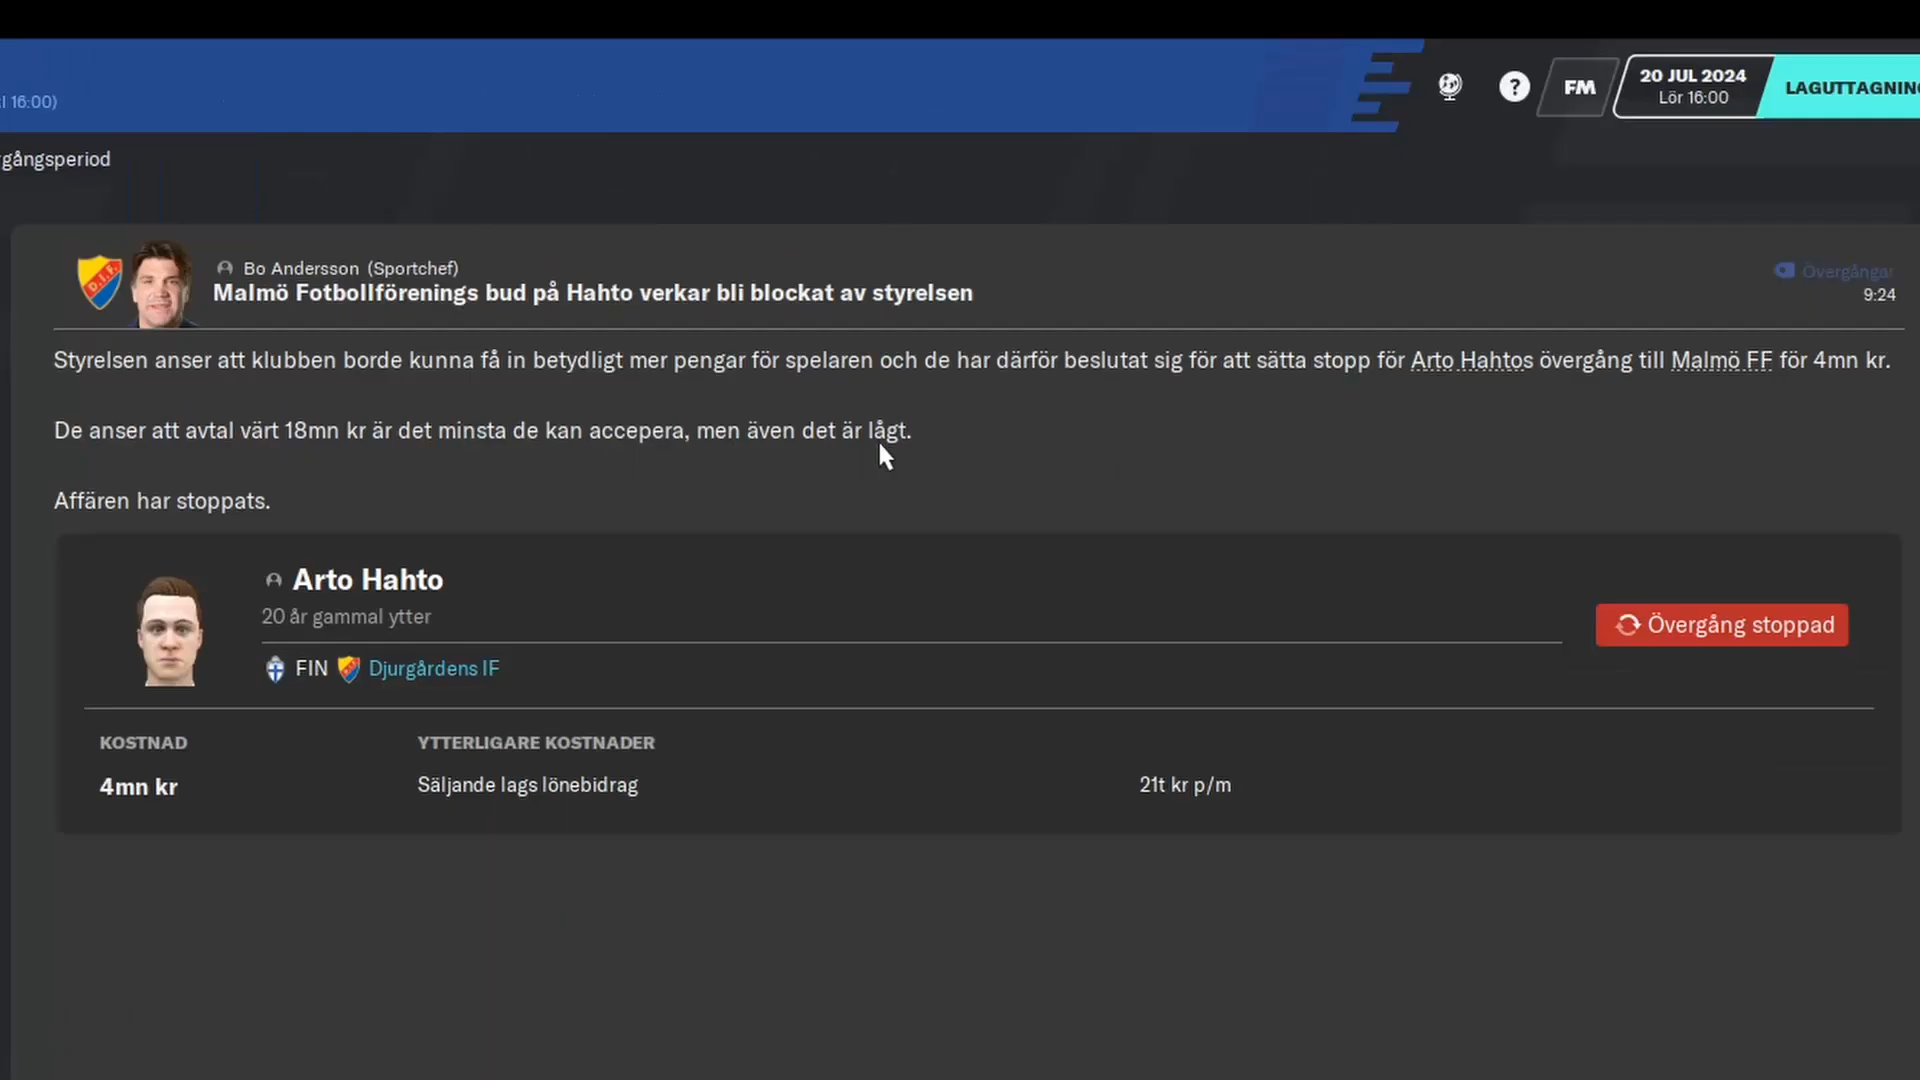 20 JUL 2024
FM
LAGUTTAGNIN
?
Lör 16:00
16:00)
gångsperiod
Bo Andersson (Sportchef)
Övergångar
Malmö Fotbollförenings bud på Hahto verkar bli blockat av styrelsen
9:24
Styrelsen anser att klubben borde kunna få in betydligt mer pengar för spelaren och de har därför beslutat sig för att sätta stopp för Arto Hahtos övergång till Malmö FF för 4mn kr.
De anser att avtal värt 18mn kr är det minsta de kan accepera, men även det är lågt.
Affären har stoppats.
Arto Hahto
20 år gammal ytter
Övergång stoppad
FIN Djurgårdens IF
KOSTNAD YTTERLIGARE KOSTNADER
4mn kr Säljande lags lönebidrag 21t kr p/m